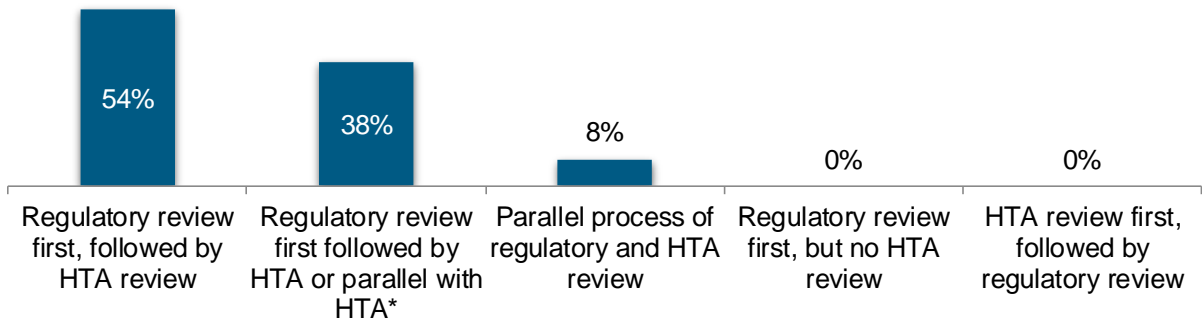 54%
38%
8%
0%
0%
Regulatory review
first, followed by
HTA review
Regulatory review
first followed by
HTA or parallel with
HTA*
Parallel process of
regulatory and HTA
review
Regulatory review
first, but no HTA
review
HTA review first,
followed by
regulatory review